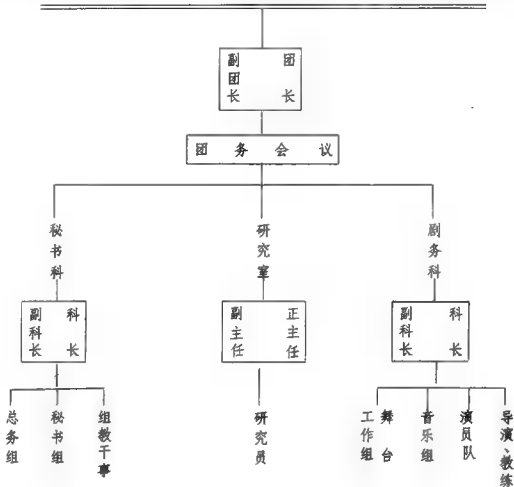 团长
副团长
团务会议
秘书科
研究室
剧务科
科长
副科长
正主任
副主任
科长
副科长
总务组
秘书组
组教干事
研究员
舞台工作组
音乐组
演员队
导演、教练